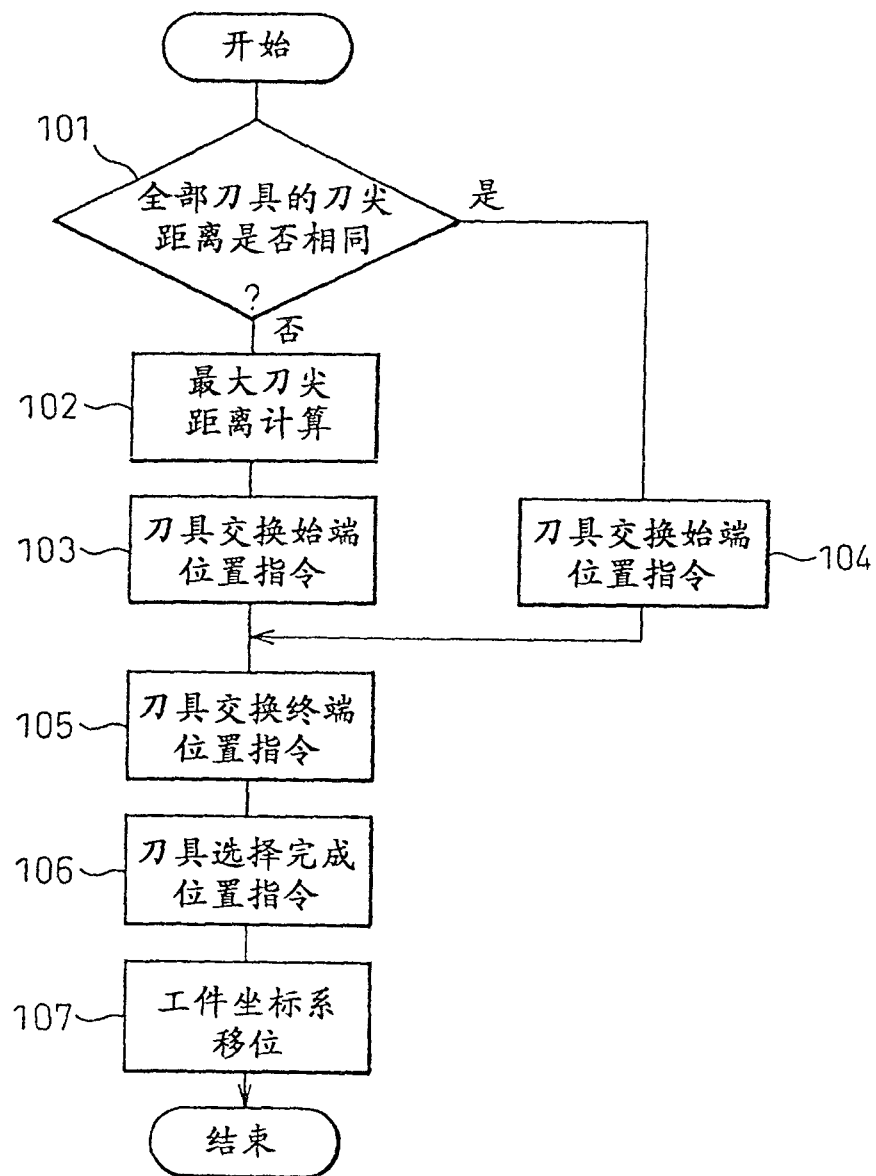 开始
101
全部刀具的刀尖
距离是否相同
?
是
否
102
最大刀尖
距离计算
103
刀具交换始端
位置指令
刀具交换始端
位置指令
104
105
刀具交换终端
位置指令
106
刀具选择完成
位置指令
107
工件坐标系
移位
结束